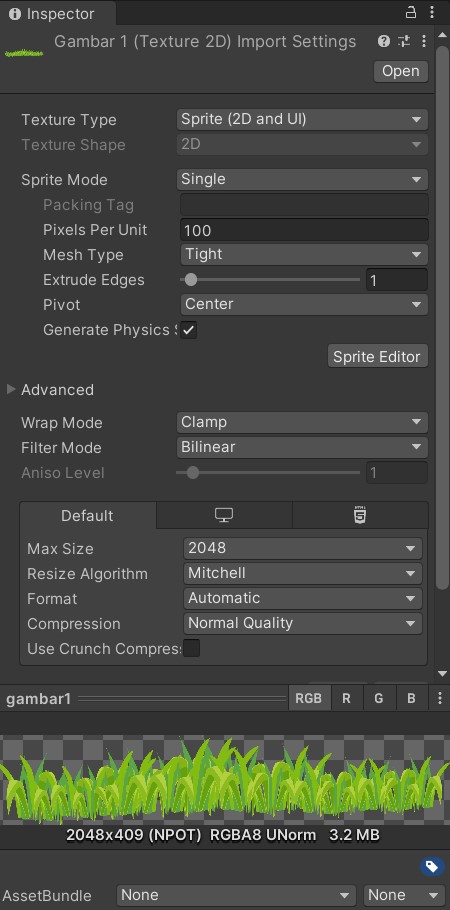 Inspector
Gambar 1 (Texture 2D) Import Settings
Open
Texture Type Sprite (2D and UI)
Texture Shape 2D
Sprite Mode Single
Packing Tag
Pixels Per Unit 100
Mesh Type Tight
Extrude Edges 1
Pivot Center
Generate Physics S
Sprite Editor
Advanced
Wrap Mode Clamp
Filter Mode Bilinear
Aniso Level 1
Default HTML 5
Max Size 2048
Resize Algorithm Mitchell
Format Automatic
Compression Normal Quality
Use Crunch Compres
gambar1 RGB R G B
2048x409 (NPOT) RGBA8 UNorm 3.2 MB
AssetBundle None None